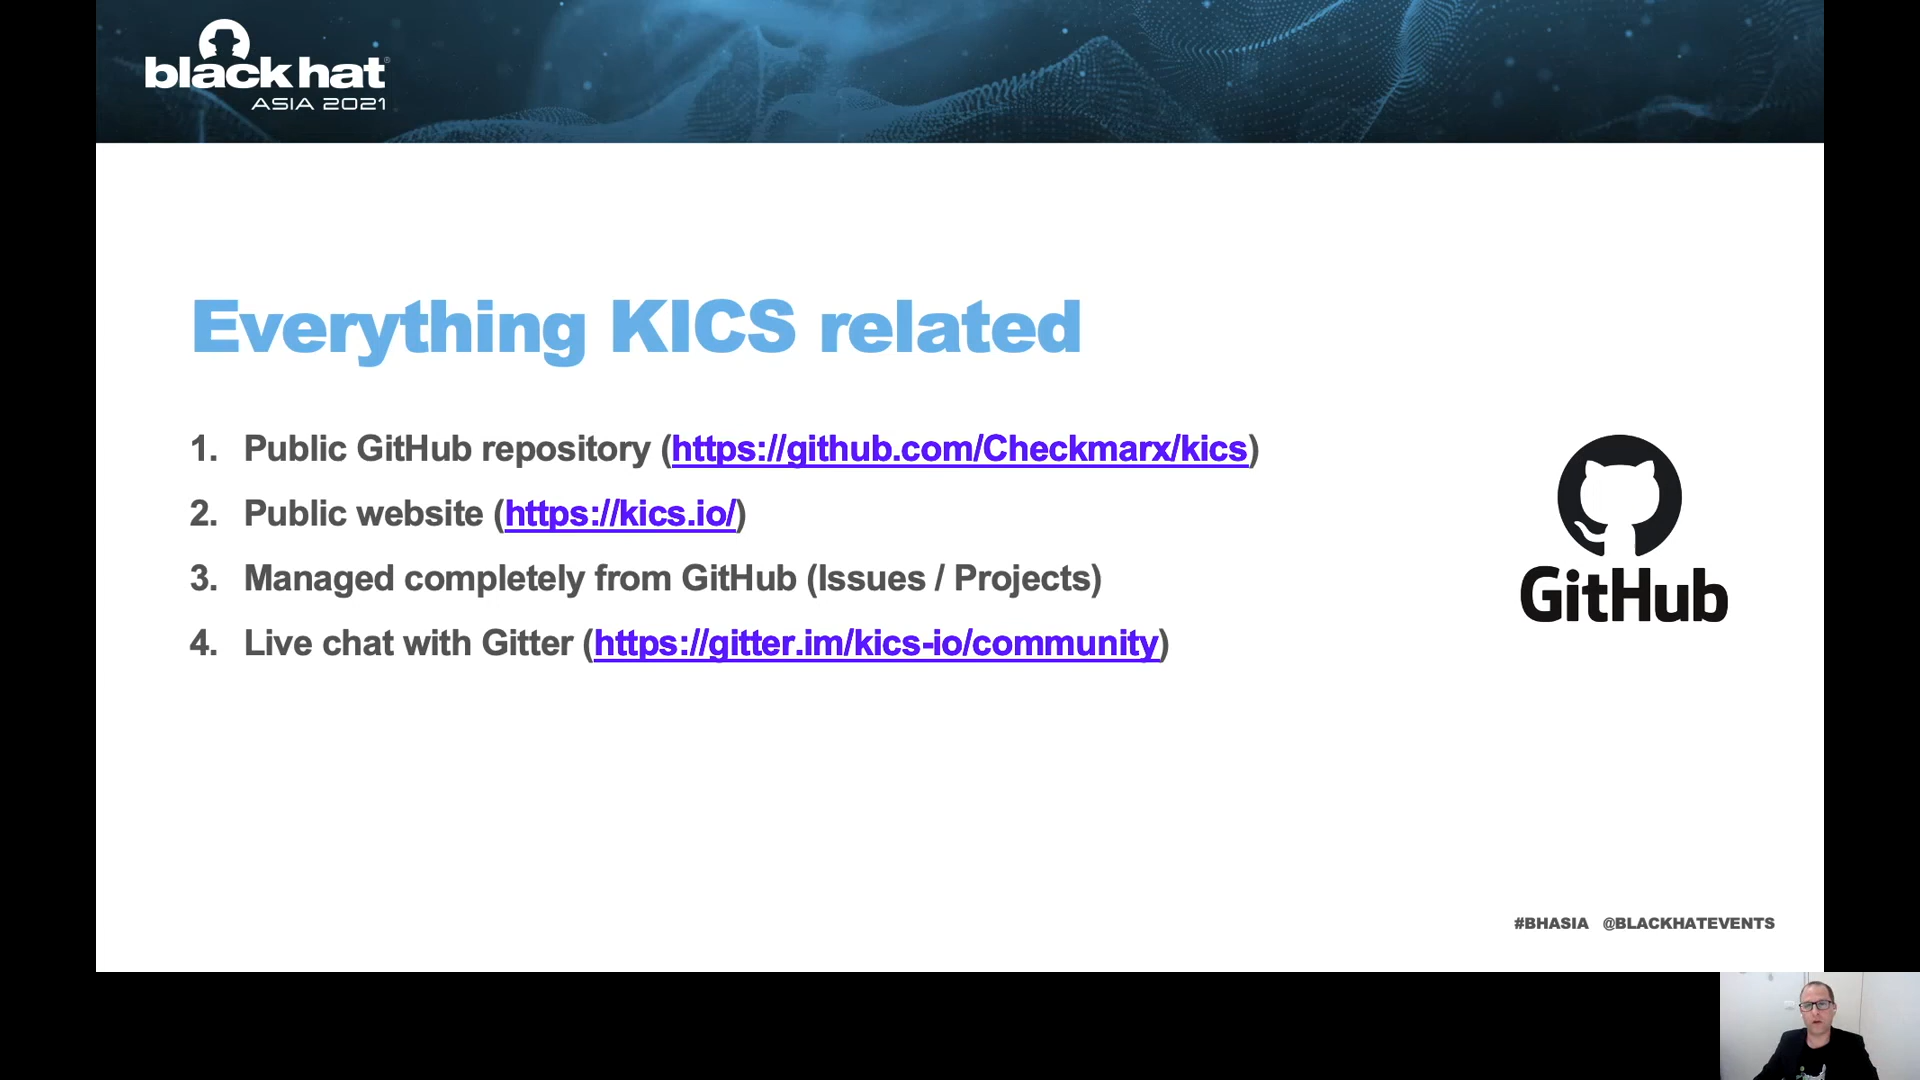 black hat
ASIA 2021
Everything KICS related
1. Public GitHub repository (https://github.com/Checkmarx/kics)
2. Public website (https://kics.io/)
3. Managed completely from GitHub (Issues / Projects)
4. Live chat with Gitter (https://gitter.im/kics-io/community)
GitHub
#BHASIA @BLACKHATEVENTS